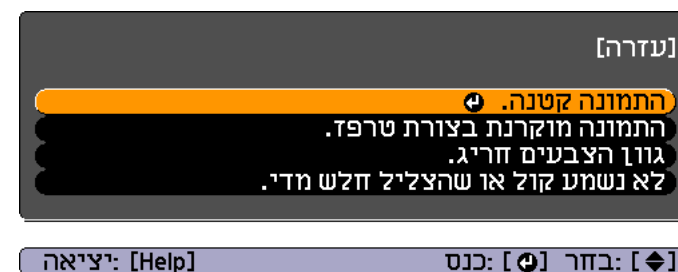 [עזרה]
התמונה קטנה.
התמונה מוקרנת בצורת טרפז.
גוון הצבעים חריג.
לא נשמע קול או שהצליל חלש מדי.
[◆] :בחר [⏎] :כנס [Help] :יציאה